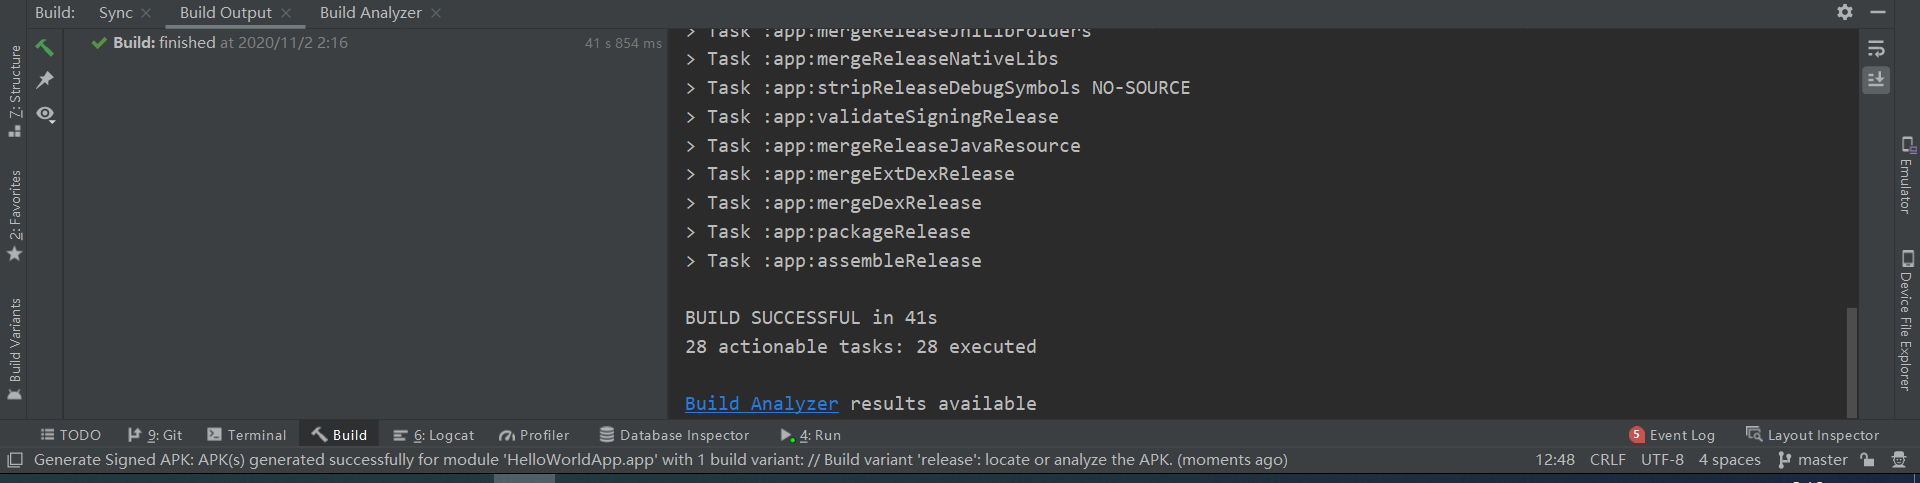 Build: Sync Build Output Build Analyzer
Build: finished at 2020/11/2 2:16 41 s 854 ms
> Task :app:mergeReleaseJniLibFolders
> Task :app:mergeReleaseNativeLibs
> Task :app:stripReleaseDebugSymbols NO-SOURCE
> Task :app:validateSigningRelease
> Task :app:mergeReleaseJavaResource
> Task :app:mergeExtDexRelease
> Task :app:mergeDexRelease
> Task :app:packageRelease
> Task :app:assembleRelease
BUILD SUCCESSFUL in 41s
28 actionable tasks: 28 executed
Build Analyzer results available
7: Structure
2: Favorites
Build Variants
Emulator
Device File Explorer
TODO 9: Git Terminal Build 6: Logcat Profiler Database Inspector 4: Run 5 Event Log Layout Inspector
Generate Signed APK: APK(s) generated successfully for module 'HelloWorldApp.app' with 1 build variant: // Build variant 'release': locate or analyze the APK. (moments ago) 12:48 CRLF UTF-8 4 spaces master